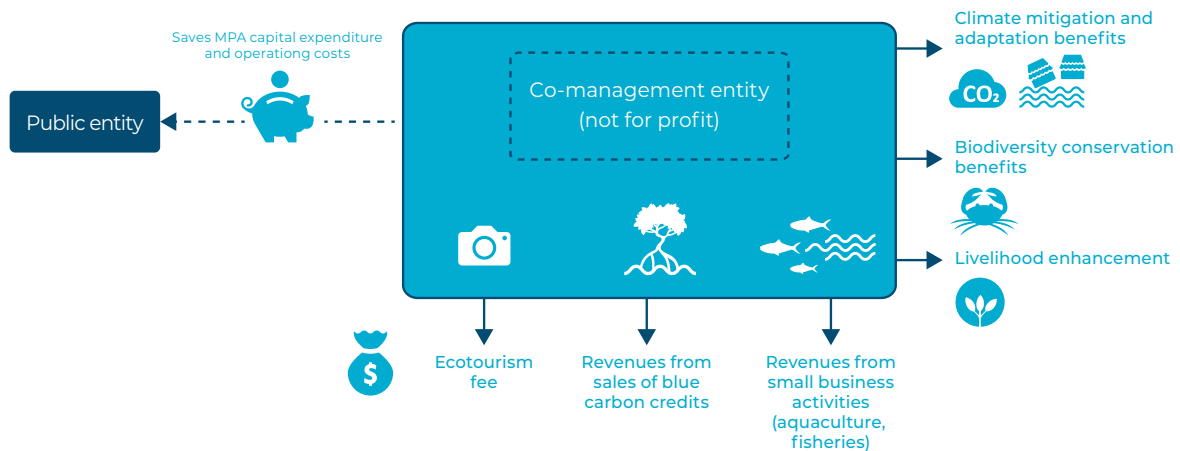 Saves MPA capital expenditure
and operationg costs
Public entity
Co-management entity
(not for profit)
Climate mitigation and
adaptation benefits
CO₂
Biodiversity conservation
benefits
Livelihood enhancement
$
Ecotourism
fee
Revenues from
sales of blue
carbon credits
Revenues from
small business
activities
(aquaculture,
fisheries)